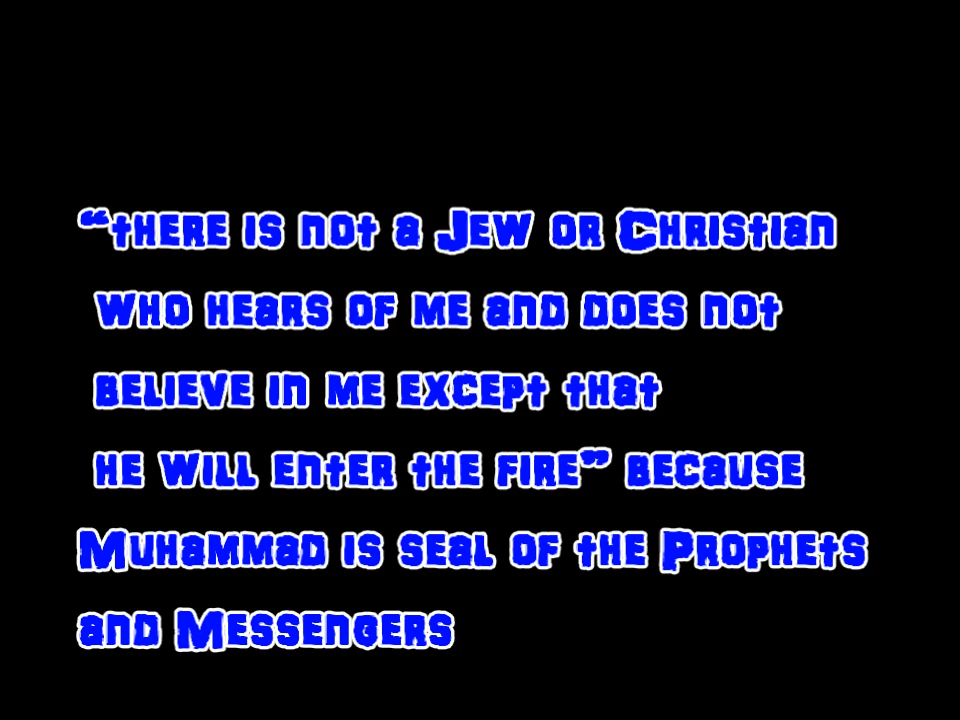 “there is not a Jew or Christian
who hears of me and does not
believe in me except that
he will enter the fire” because
Muhammad is seal of the Prophets
and Messengers